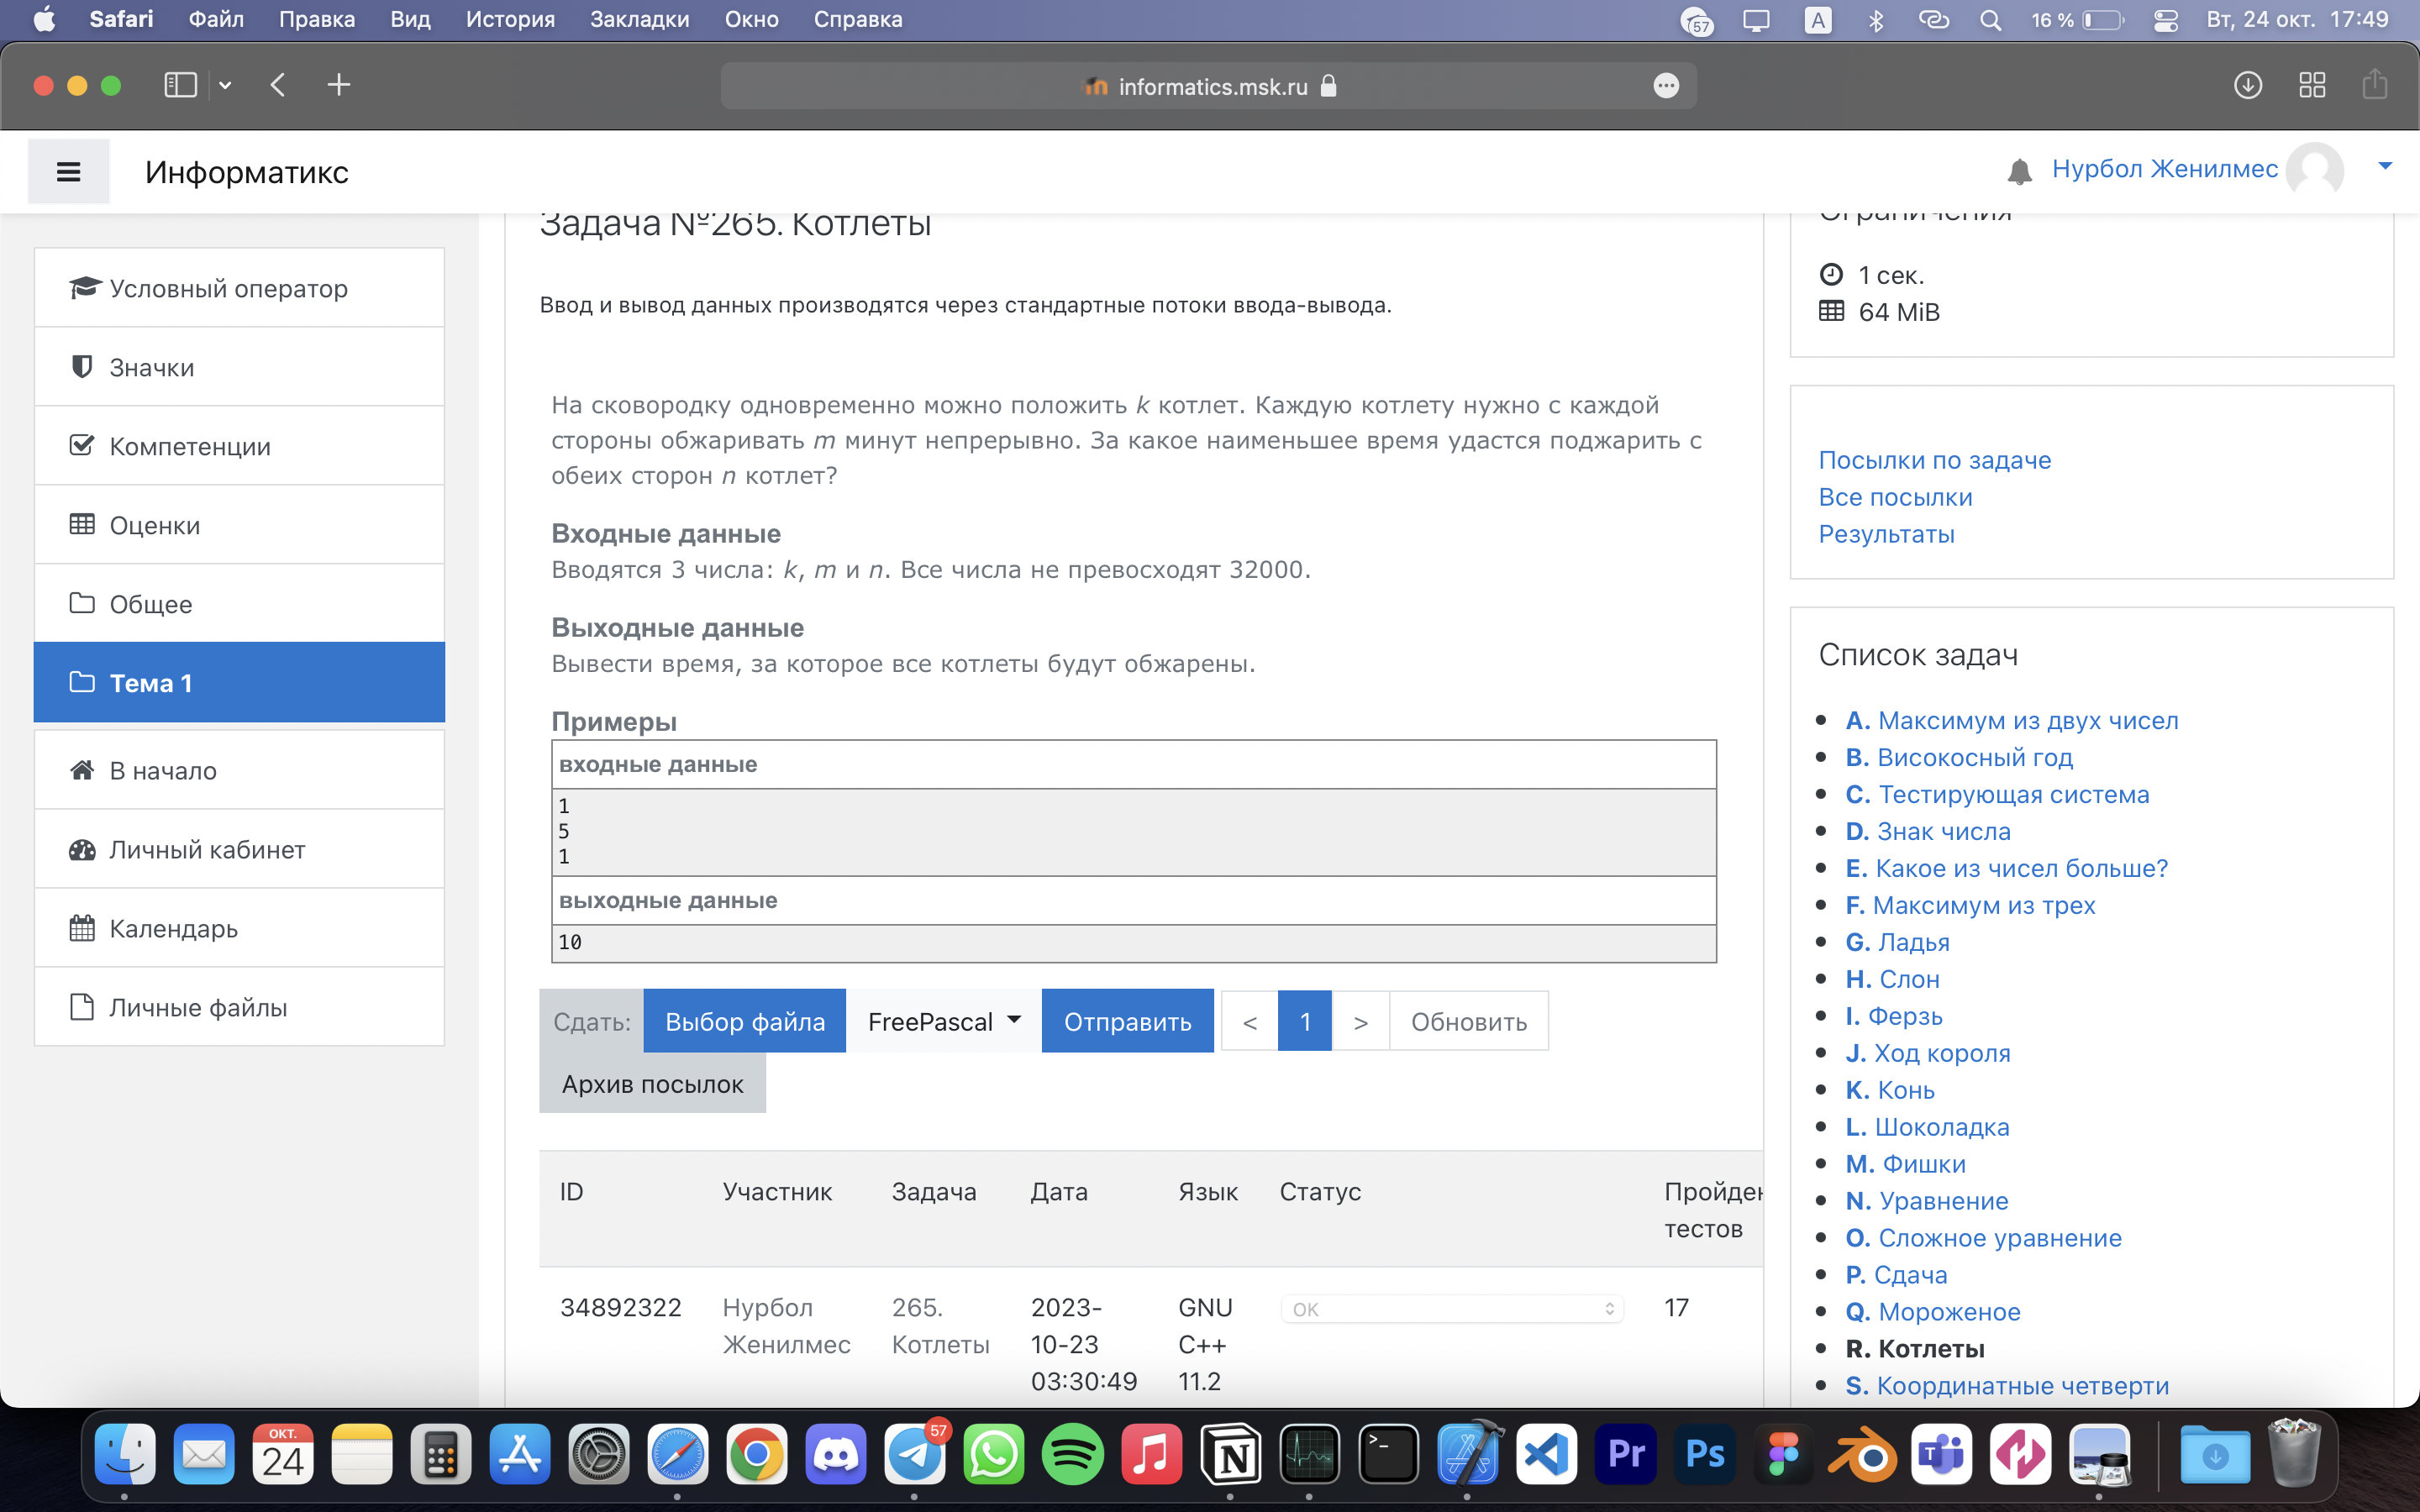 Safari Файл Правка Вид История Закладки Окно Справка
57 A 16 % Вт, 24 окт. 17:49
informatics.msk.ru
Информатикс
Нурбол Женилмес
Условный оператор
Значки
Компетенции
Оценки
Общее
Тема 1
В начало
Личный кабинет
Календарь
Личные файлы
Задача №265. Котлеты
Ввод и вывод данных производятся через стандартные потоки ввода-вывода.
На сковородку одновременно можно положить k котлет. Каждую котлету нужно с каждой
стороны обжаривать m минут непрерывно. За какое наименьшее время удастся поджарить с
обеих сторон n котлет?
Входные данные
Вводятся 3 числа: k, m и n. Все числа не превосходят 32000.
Выходные данные
Вывести время, за которое все котлеты будут обжарены.
Примеры
входные данные
1
5
1
выходные данные
10
Сдать: Выбор файла FreePascal Отправить < 1 > Обновить
Архив посылок
ID Участник Задача Дата Язык Статус Пройден
тестов
34892322 Нурбол 265. 2023- GNU OK 17
Женилмес Котлеты 10-23 C++
03:30:49 11.2
Ограничения
1 сек.
64 MiB
Посылки по задаче
Все посылки
Результаты
Список задач
A. Максимум из двух чисел
B. Високосный год
C. Тестирующая система
D. Знак числа
E. Какое из чисел больше?
F. Максимум из трех
G. Ладья
H. Слон
I. Ферзь
J. Ход короля
K. Конь
L. Шоколадка
M. Фишки
N. Уравнение
O. Сложное уравнение
P. Сдача
Q. Мороженое
R. Котлеты
S. Координатные четверти
ОКТ.
24
57
Pr
Ps